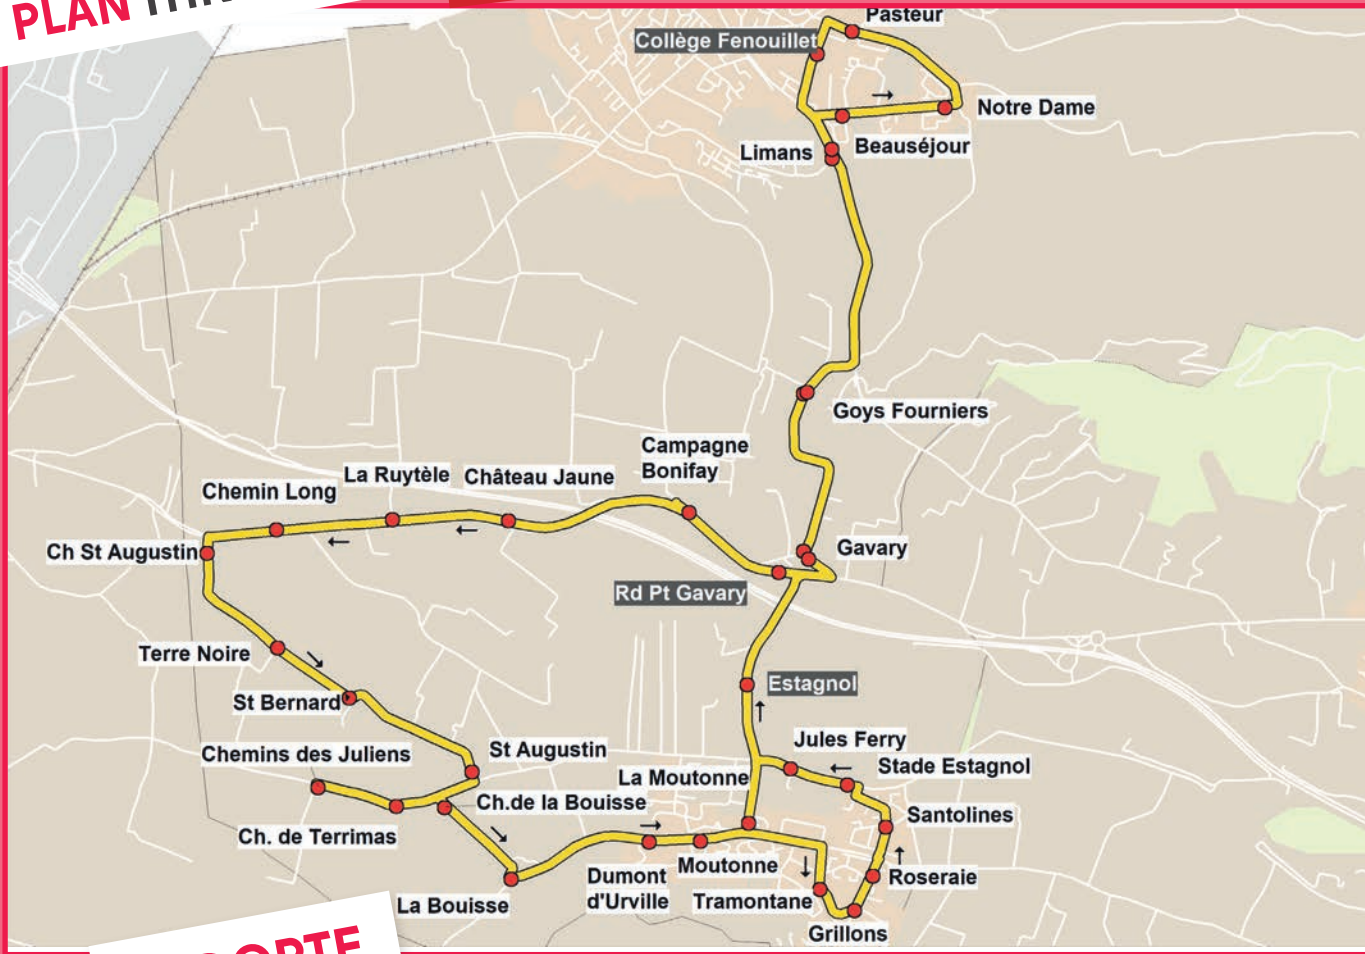 PLAN
Pasteur
Collège Fenouillet
Notre Dame
Beauséjour
Limans
Goys Fourniers
Campagne
Bonifay
La Ruytèle
Château Jaune
Chemin Long
Ch St Augustin
Gavary
Rd Pt Gavary
Terre Noire
Estagnol
St Bernard
Jules Ferry
St Augustin
Chemins des Juliens
Stade Estagnol
La Moutonne
Ch.de la Bouisse
Santolines
Ch. de Terrimas
Moutonne
Dumont
d'Urville
Roseraie
Tramontane
La Bouisse
Grillons